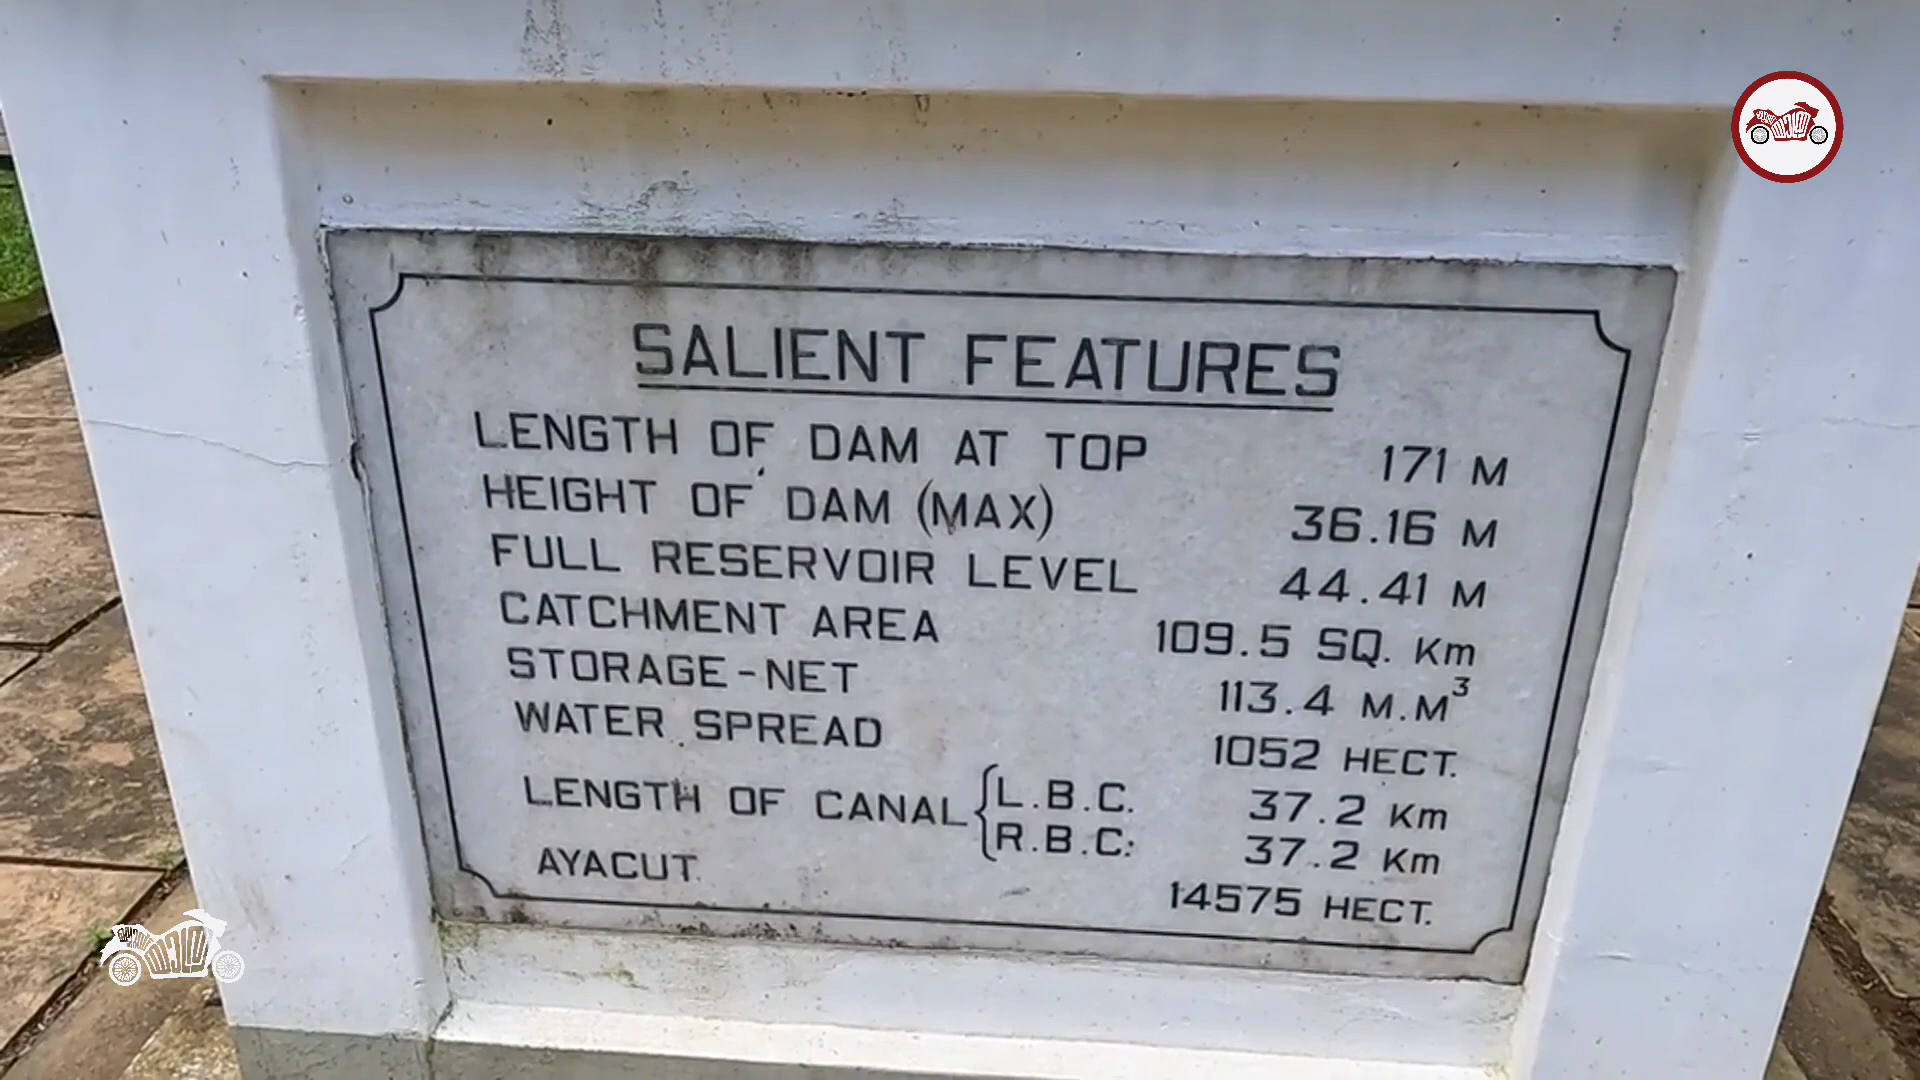 SALIENT FEATURES
LENGTH OF DAM AT TOP 171 M
HEIGHT OF DAM (MAX) 36.16 M
FULL RESERVOIR LEVEL 44.41 M
CATCHMENT AREA 109.5 SQ. Km
STORAGE-NET 113.4 M.M³
WATER SPREAD 1052 HECT.
LENGTH OF CANAL { L.B.C. 37.2 Km
R.B.C: 37.2 Km
AYACUT 14575 HECT.